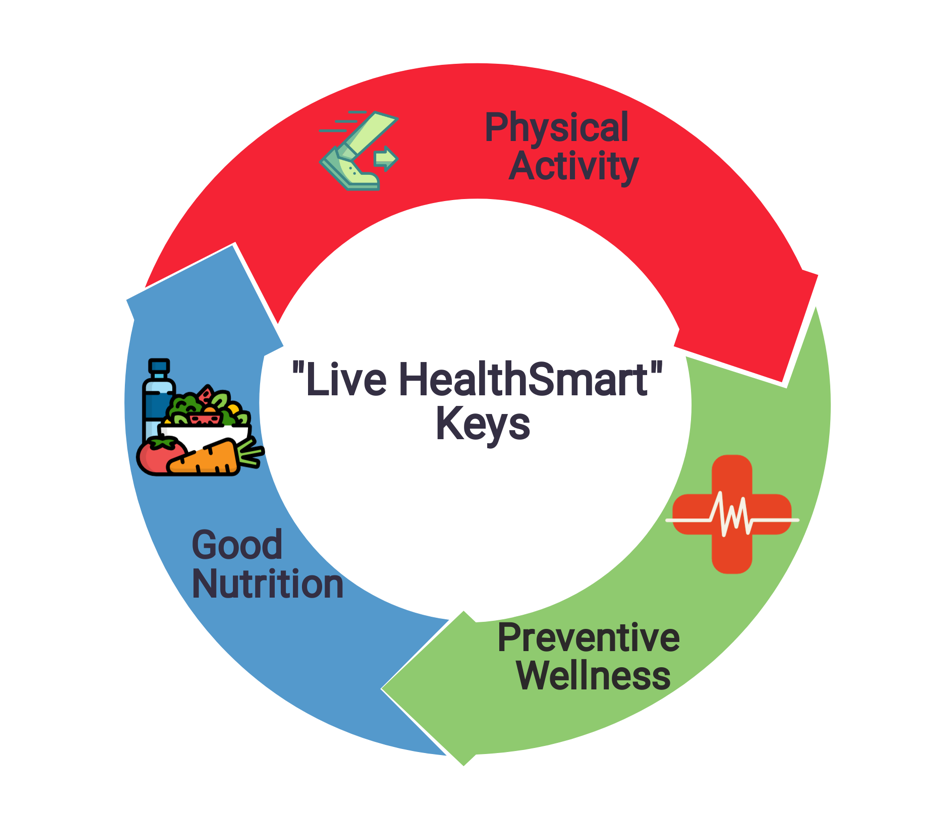 Physical
Activity
"Live HealthSmart"
Keys
Good
Nutrition
Preventive
Wellness